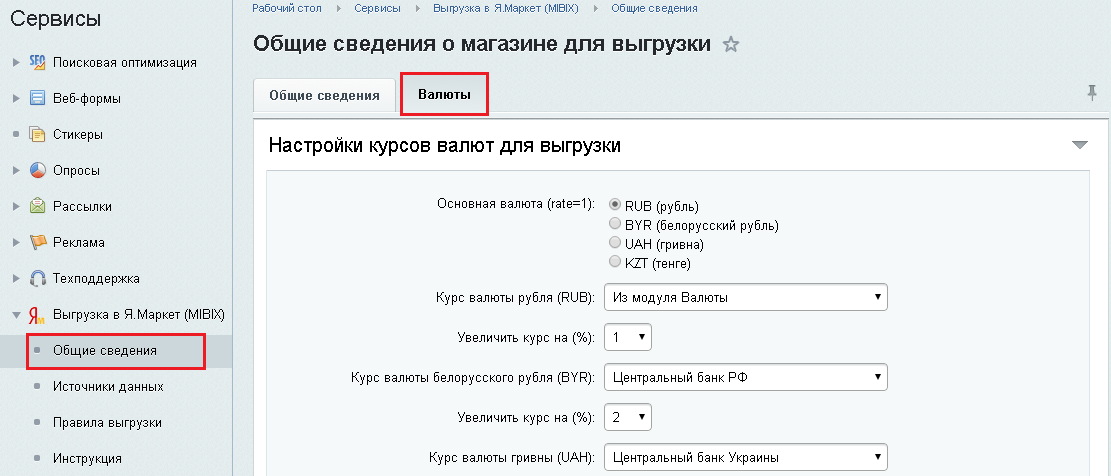 Сервисы
Поисковая оптимизация
Веб-формы
Стикеры
Опросы
Рассылки
Реклама
Техподдержка
Выгрузка в Я.Маркет (MIBIX)
Общие сведения
Источники данных
Правила выгрузки
Инструкция
Рабочий стол Сервисы Выгрузка в Я.Маркет (MIBIX) Общие сведения
Общие сведения о магазине для выгрузки
Общие сведения Валюты
Настройки курсов валют для выгрузки
Основная валюта (rate=1): RUB (рубль)
BYR (белорусский рубль)
UAH (гривна)
KZT (тенге)
Курс валюты рубля (RUB): Из модуля Валюты
Увеличить курс на (%): 1
Курс валюты белорусского рубля (BYR): Центральный банк РФ
Увеличить курс на (%): 2
Курс валюты гривны (UAH): Центральный банк Украины